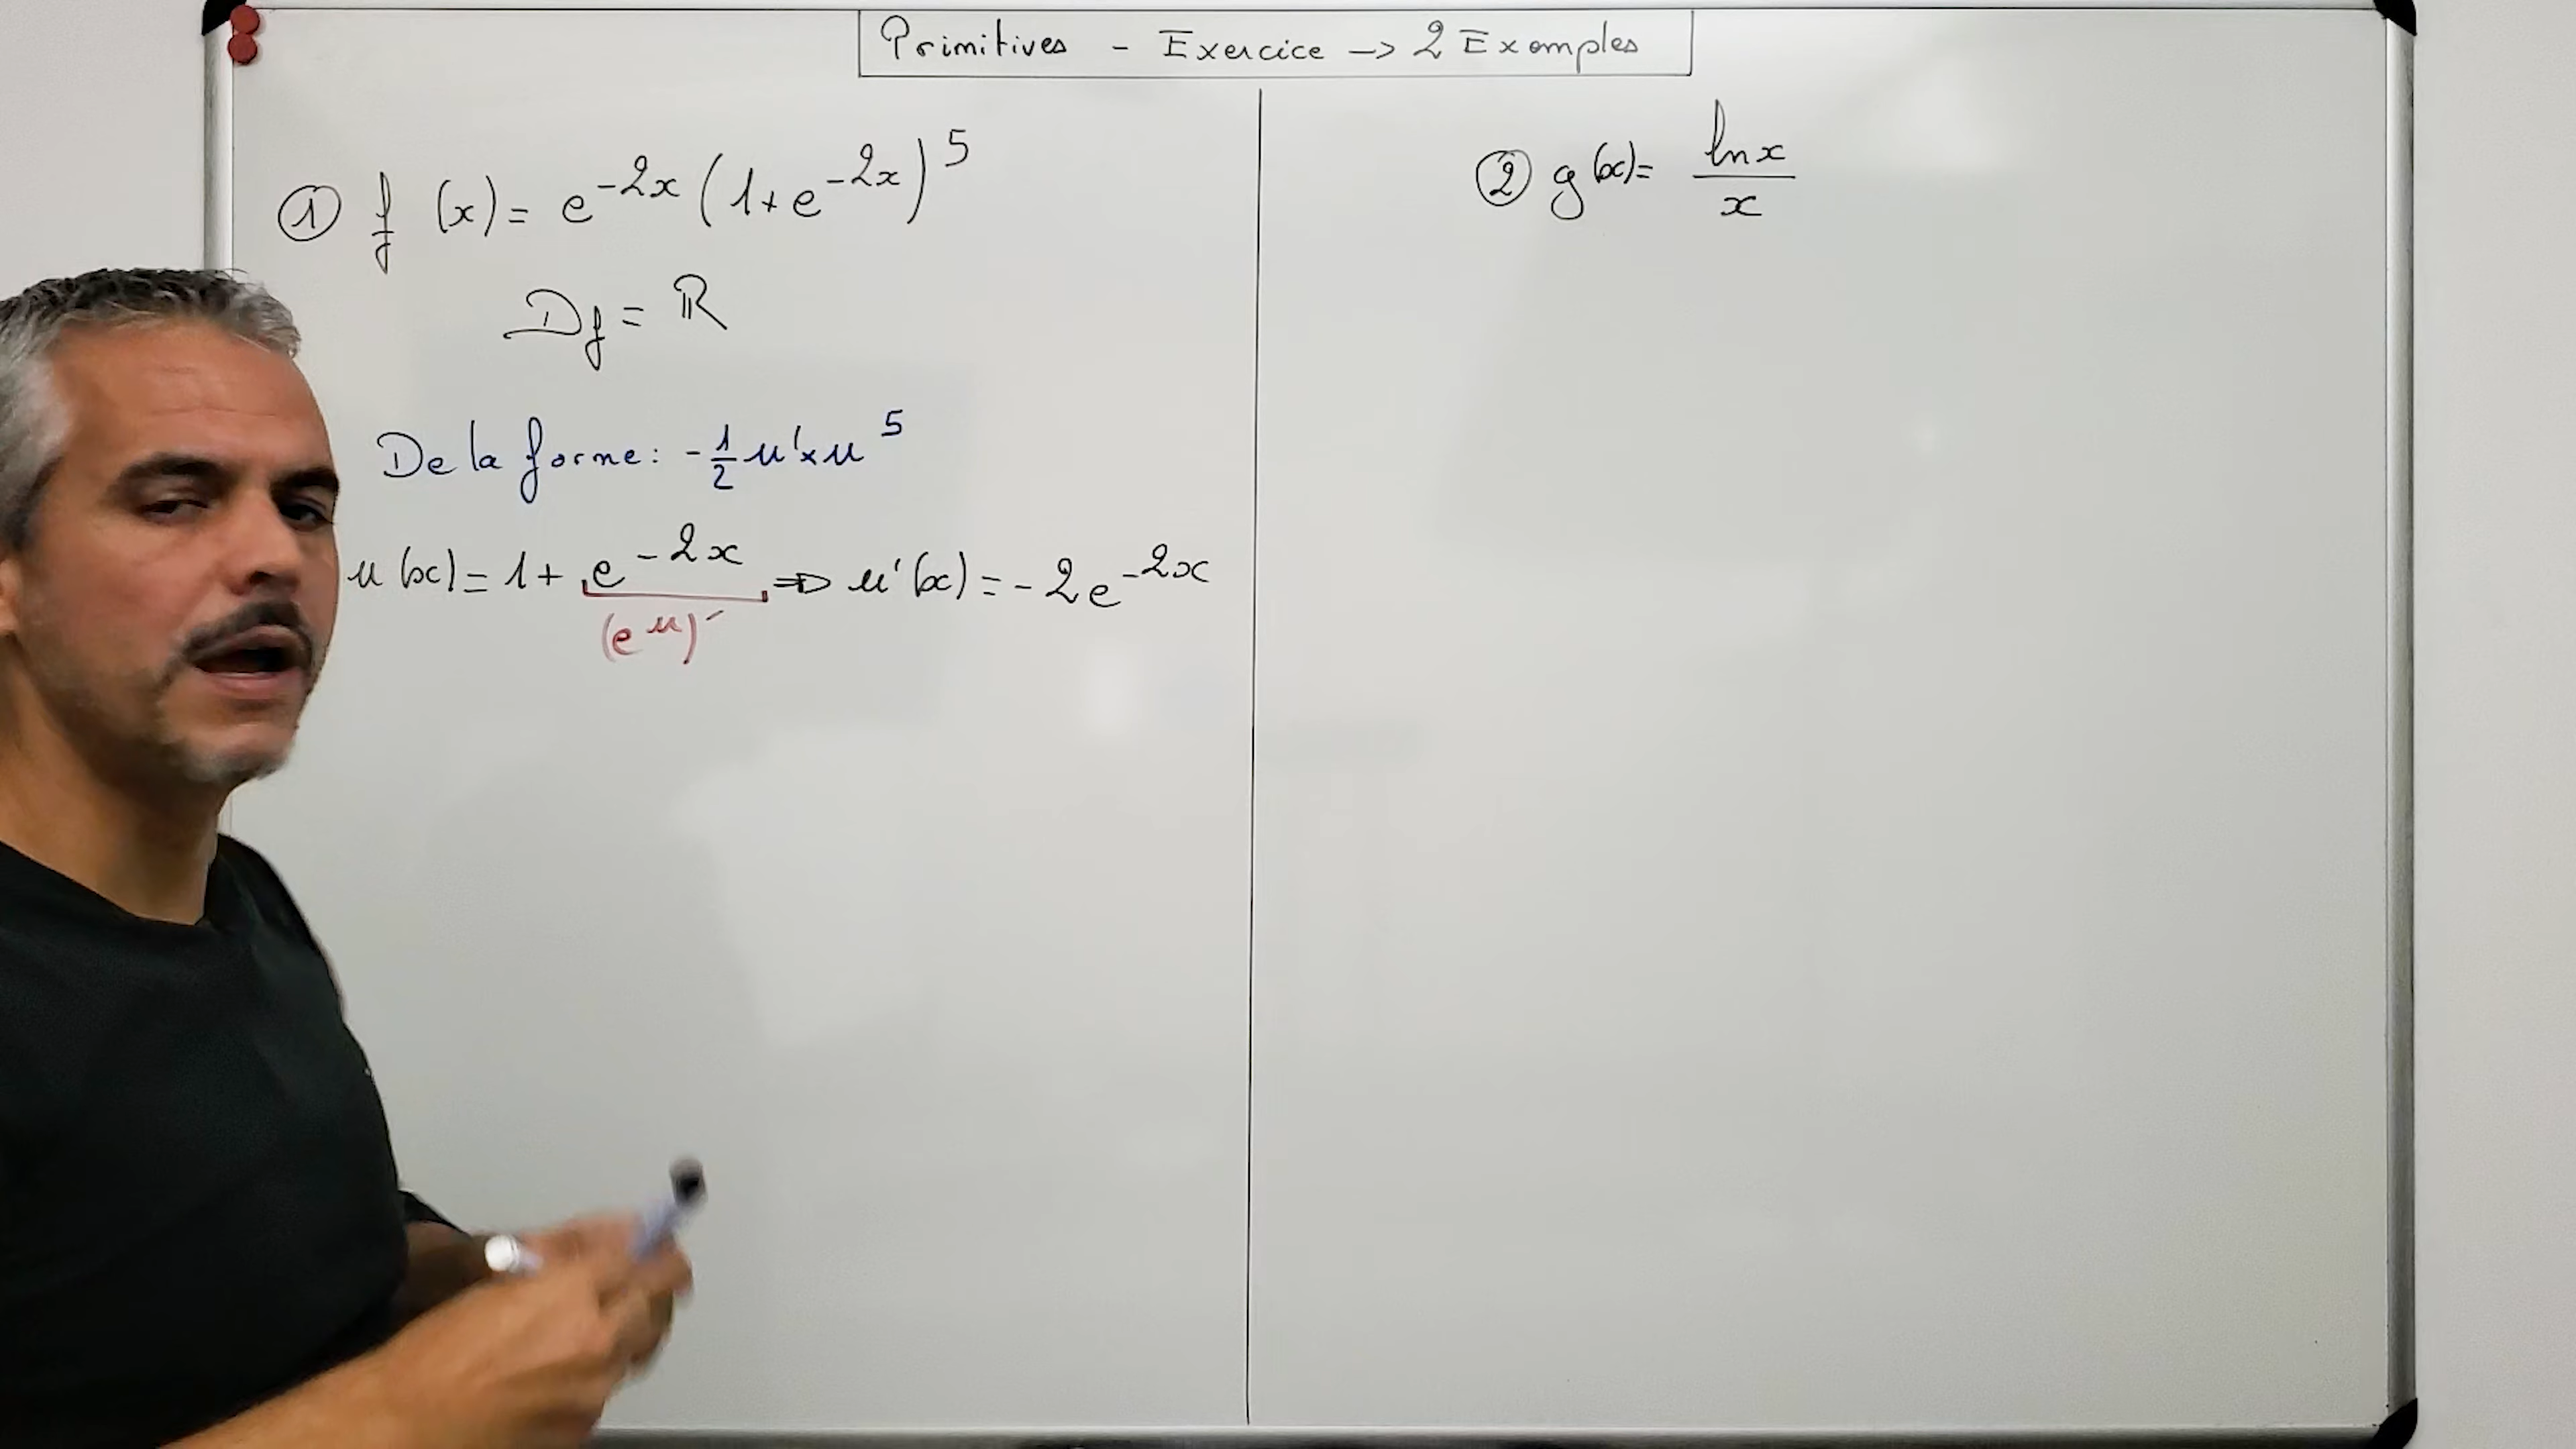 Primitives - Exercice → 2 Exemples
① f(x) = e^{-2x}(1+e^{-2x})^5
Df = ℝ
De la forme: -1/2 u'×u^5
u(x) = 1 + e^{-2x} ⇒ u'(x) = -2e^{-2x}
(e^u)'
② g(x) = ln x / x